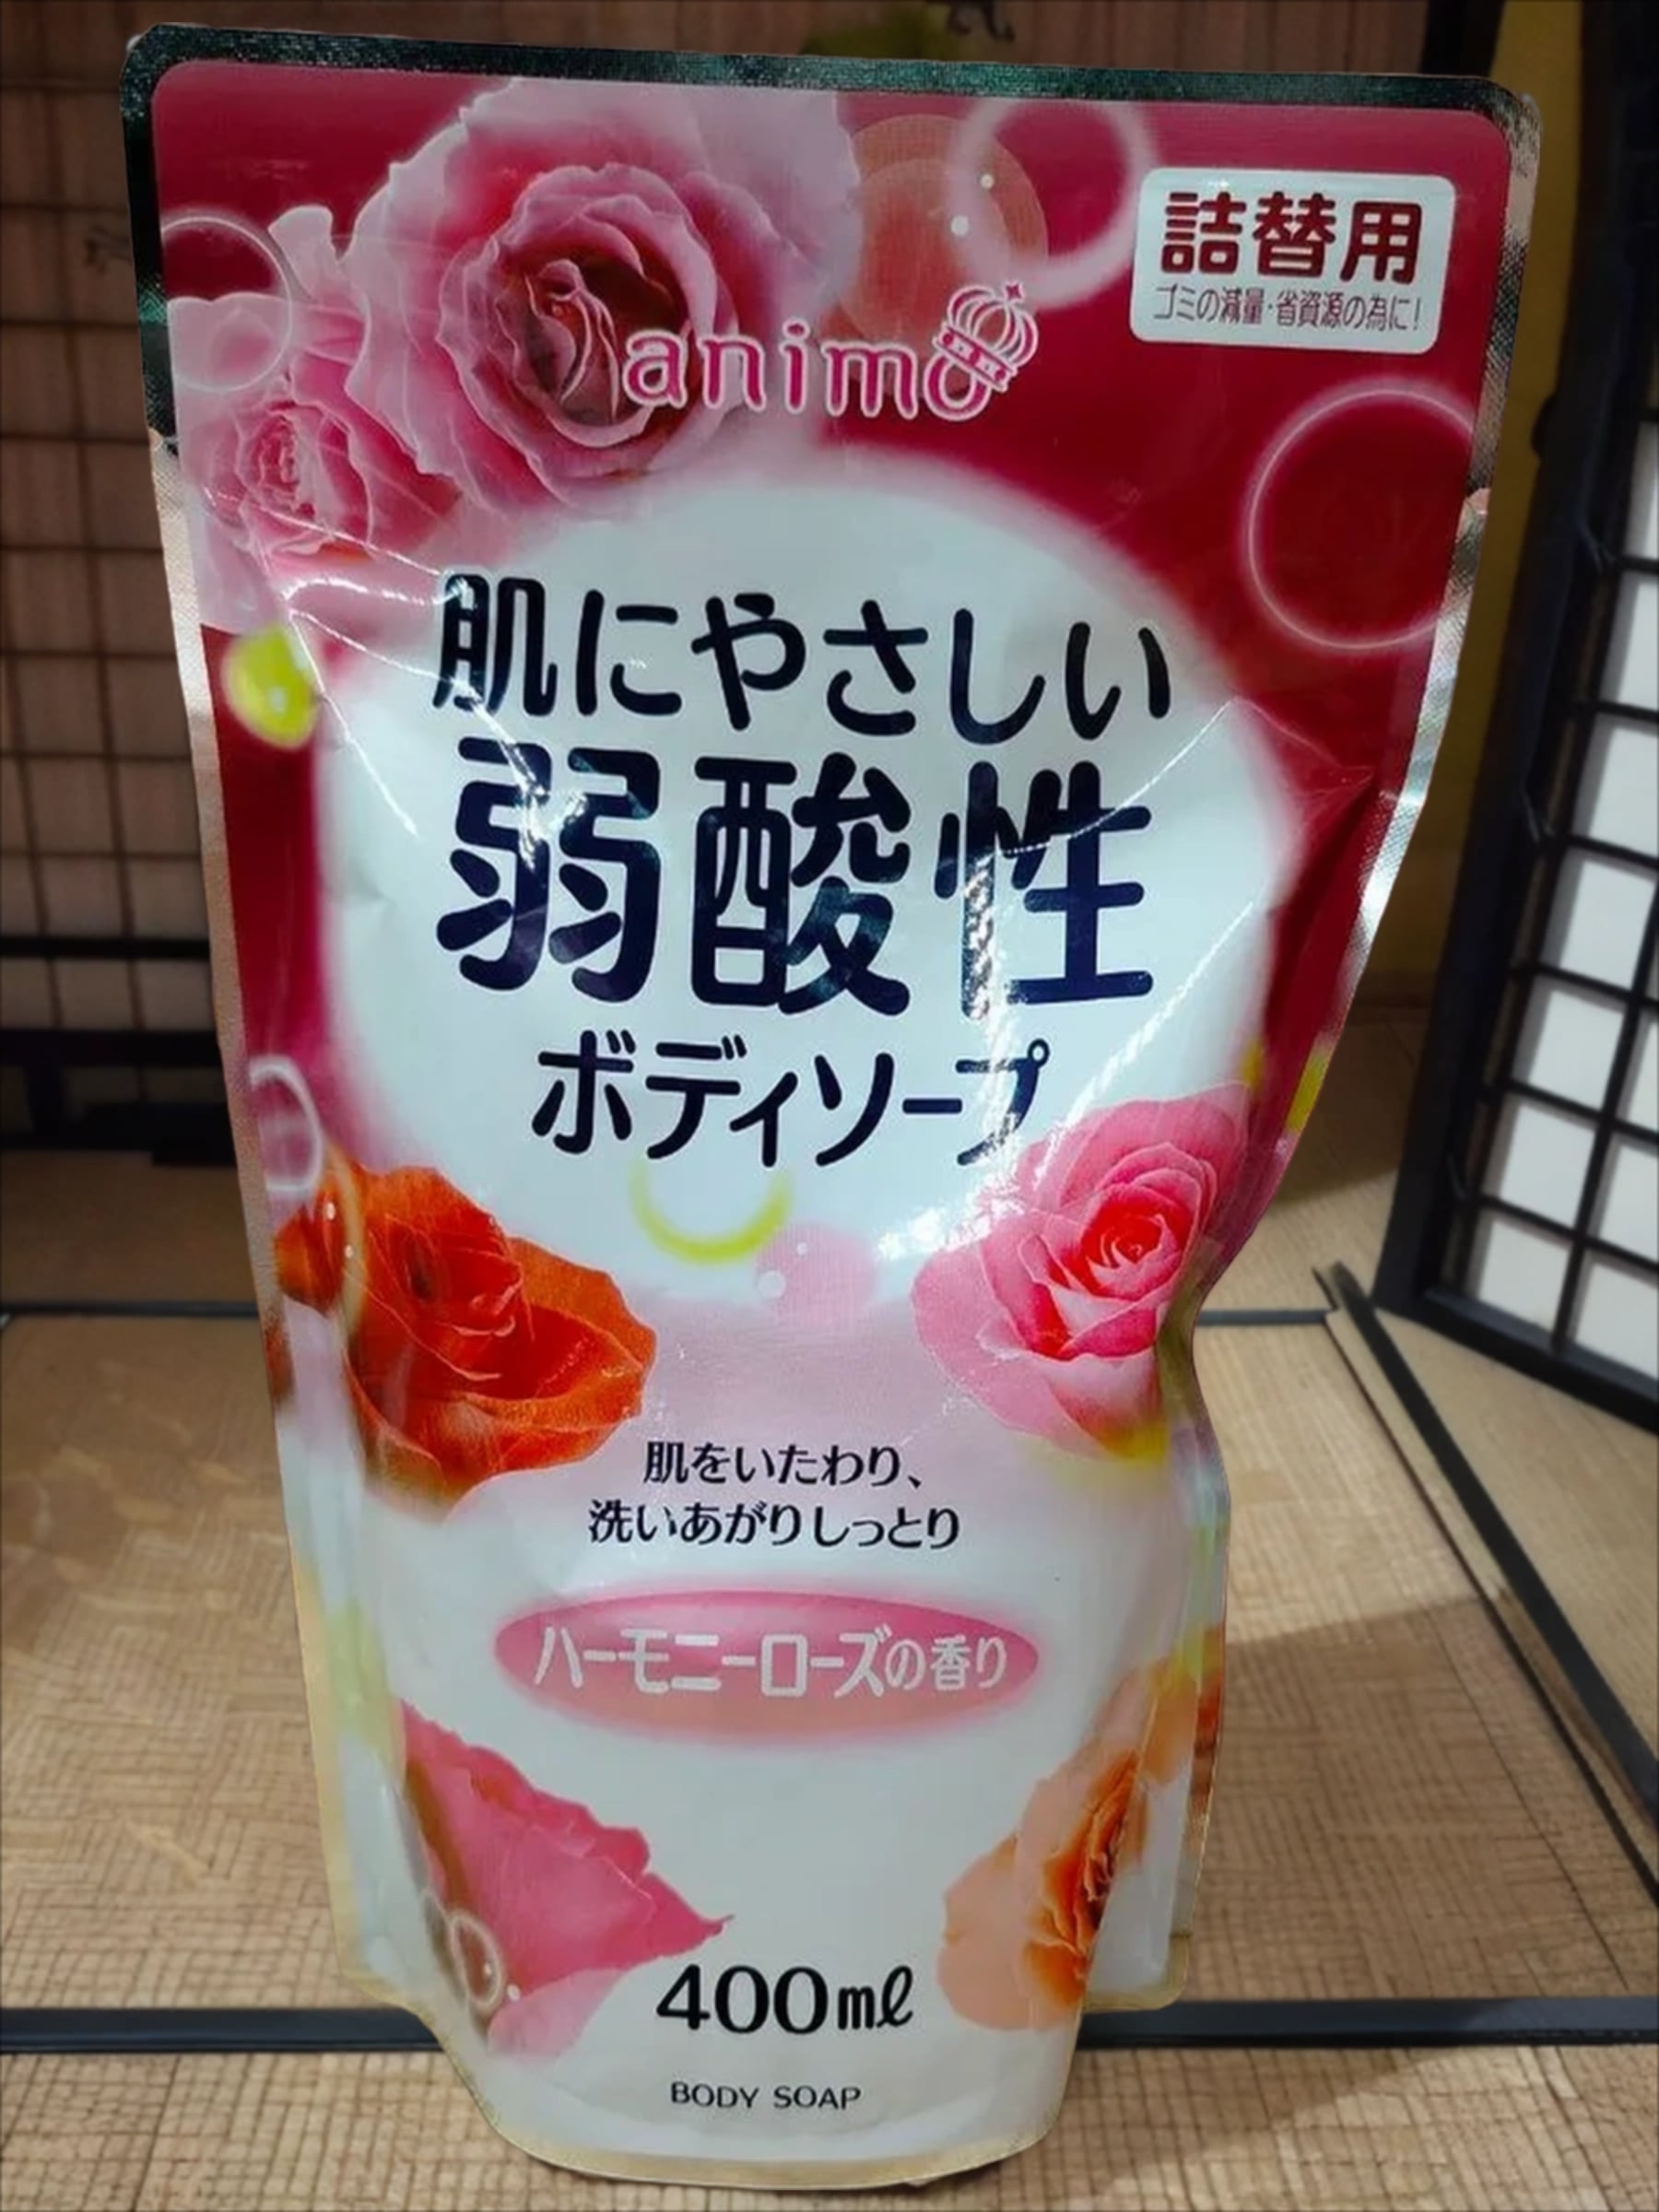 詰替用
ゴミの減量・省資源の為に!
animo
肌にやさしい
弱酸性
ボディソープ
肌をいたわり、
洗いあがりしっとり
ハーモニーローズの香り
400mℓ
BODY SOAP